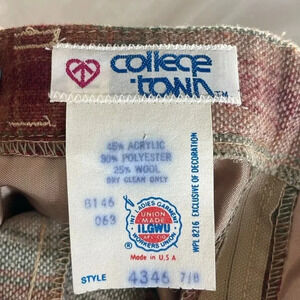 college
town TM
45% ACRYLIC
30% POLYESTER
25% WOOL
DRY CLEAN ONLY
8146
063
INT. LADIES GARMENT
UNION
MADE
ILGWU
AFL-CIO
WORKERS UNION
Made in U.S.A
WPL 8216 EXCLUSIVE OF DECORATION
STYLE 4346 7/8